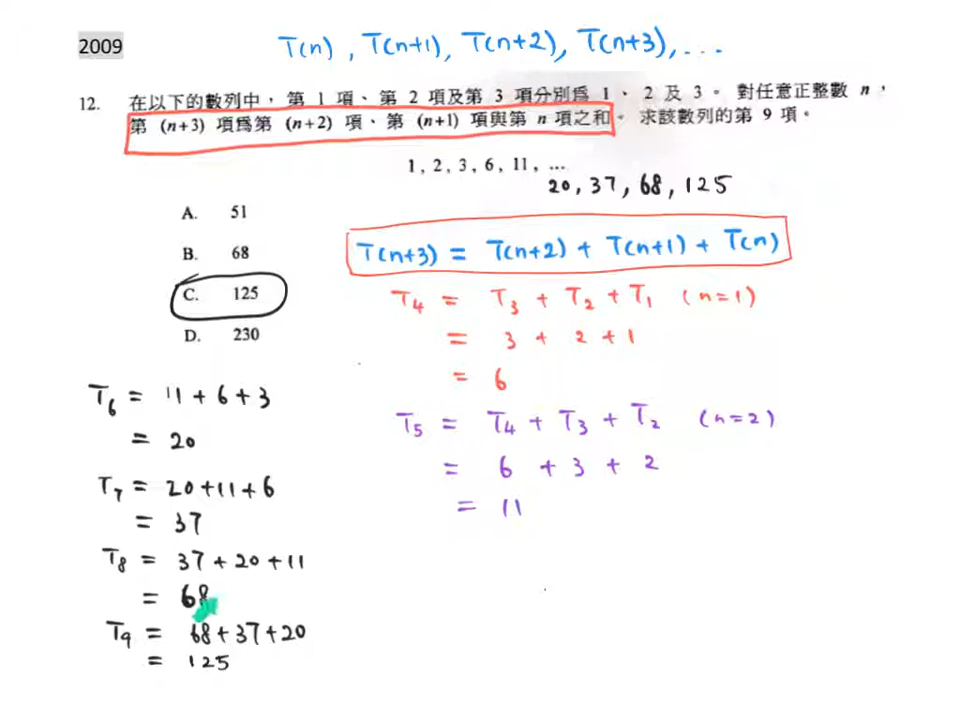 2009
T(n) , T(n+1), T(n+2), T(n+3), ...
12. 在以下的數列中，第 1 項、第 2 項及第 3 項分別為 1、2 及 3。對任意正整數 n，
第 (n+3) 項為第 (n+2) 項、第 (n+1) 項與第 n 項之和。求該數列的第 9 項。
1, 2, 3, 6, 11, ...
20, 37, 68, 125
A. 51
B. 68
C. 125
D. 230
T(n+3) = T(n+2) + T(n+1) + T(n)
T₄ = T₃ + T₂ + T₁ (n=1)
= 3 + 2 + 1
= 6
T₅ = T₄ + T₃ + T₂ (n=2)
= 6 + 3 + 2
= 11
T₆ = 11 + 6 + 3
= 20
T₇ = 20 + 11 + 6
= 37
T₈ = 37 + 20 + 11
= 68
T₉ = 68 + 37 + 20
= 125